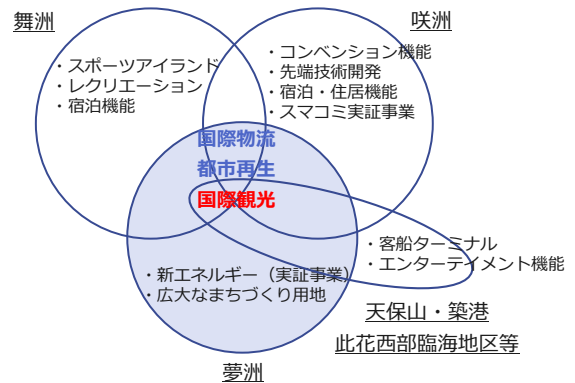 舞洲
咲洲
・スポーツアイランド
・レクリエーション
・宿泊機能
・コンベンション機能
・先端技術開発
・宿泊・住居機能
・スマコミ実証事業
国際物流
都市再生
国際観光
・客船ターミナル
・エンターテイメント機能
・新エネルギー（実証事業）
・広大なまちづくり用地
天保山・築港
此花西部臨海地区等
夢洲